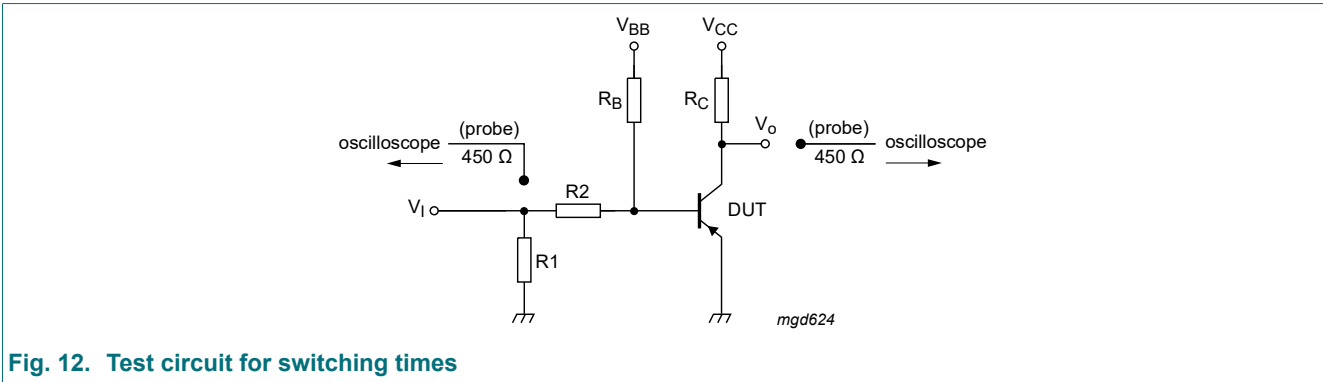 VBB
VCC
RB
RC
Vo
oscilloscope
(probe)
450 Ω
(probe)
450 Ω
oscilloscope
VI
R2
DUT
R1
mgd624
Fig. 12. Test circuit for switching times